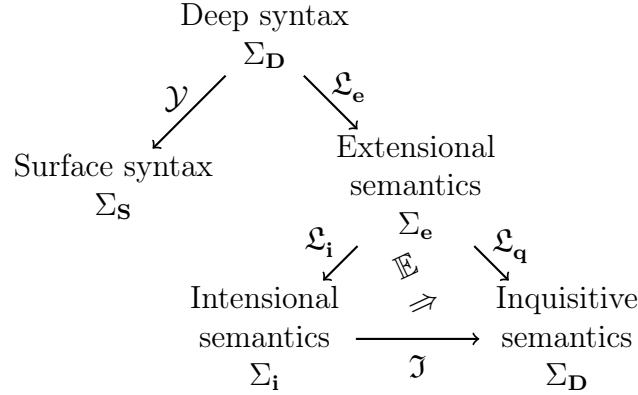 Deep syntax
Σ_D
𝒴 𝔏_e
Surface syntax
Σ_S
Extensional
semantics
Σ_e
𝔏_i 𝔼 𝔏_q
⇒
Intensional
semantics
Σ_i
ℑ
Inquisitive
semantics
Σ_D